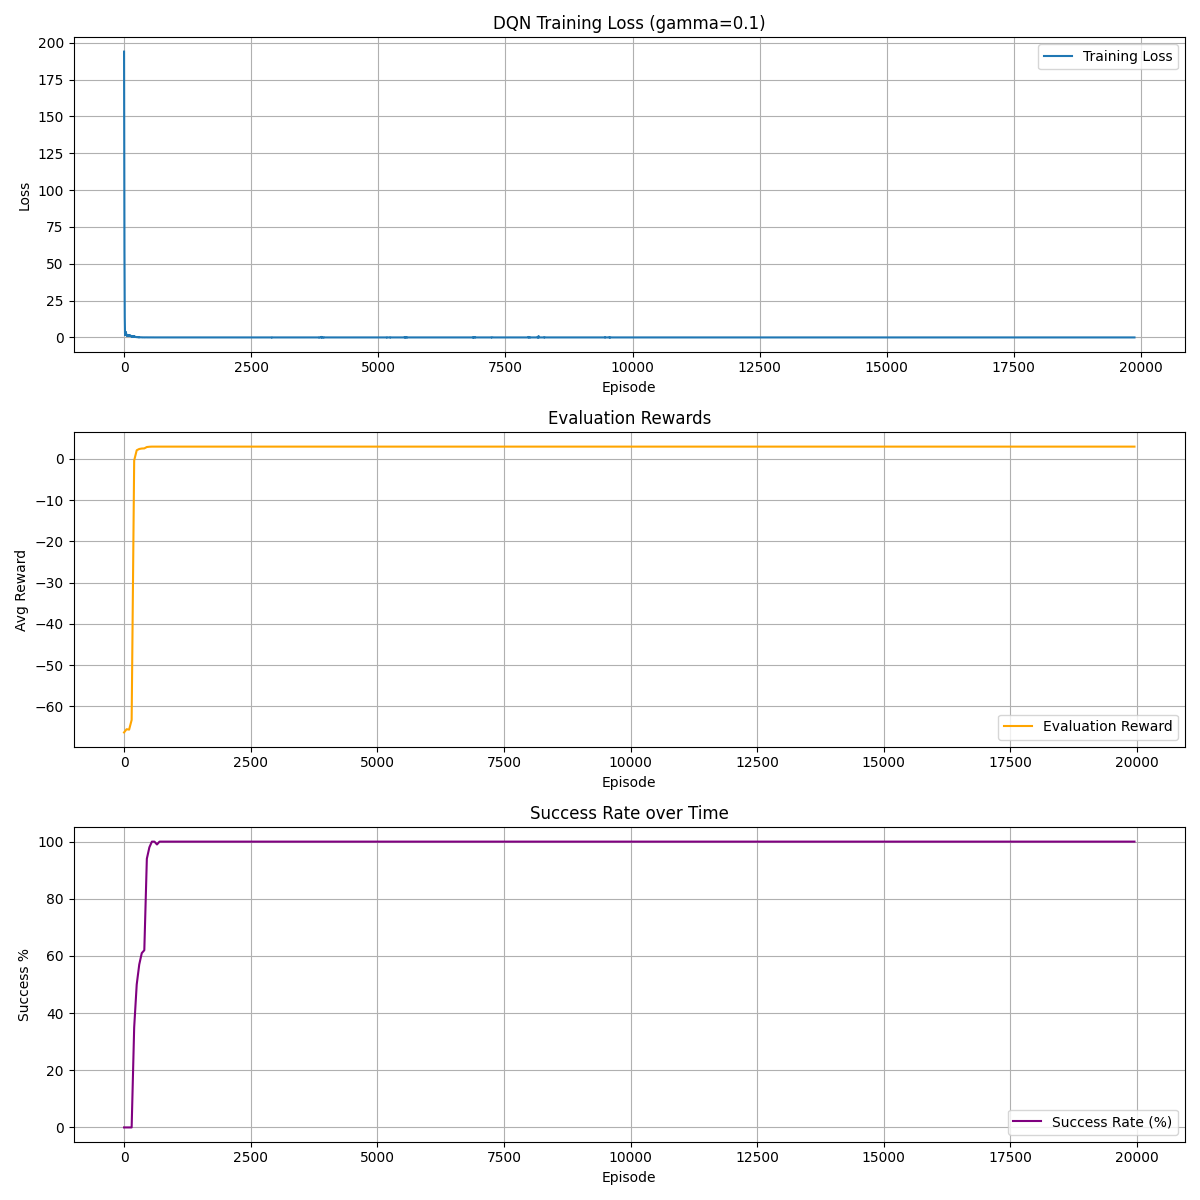 DQN Training Loss (gamma=0.1)
200
175
150
125
100
75
50
25
0
Loss
Training Loss
0 2500 5000 7500 10000 12500 15000 17500 20000
Episode
Evaluation Rewards
0
−10
−20
−30
−40
−50
−60
Avg Reward
Evaluation Reward
0 2500 5000 7500 10000 12500 15000 17500 20000
Episode
Success Rate over Time
100
80
60
40
20
0
Success %
Success Rate (%)
0 2500 5000 7500 10000 12500 15000 17500 20000
Episode